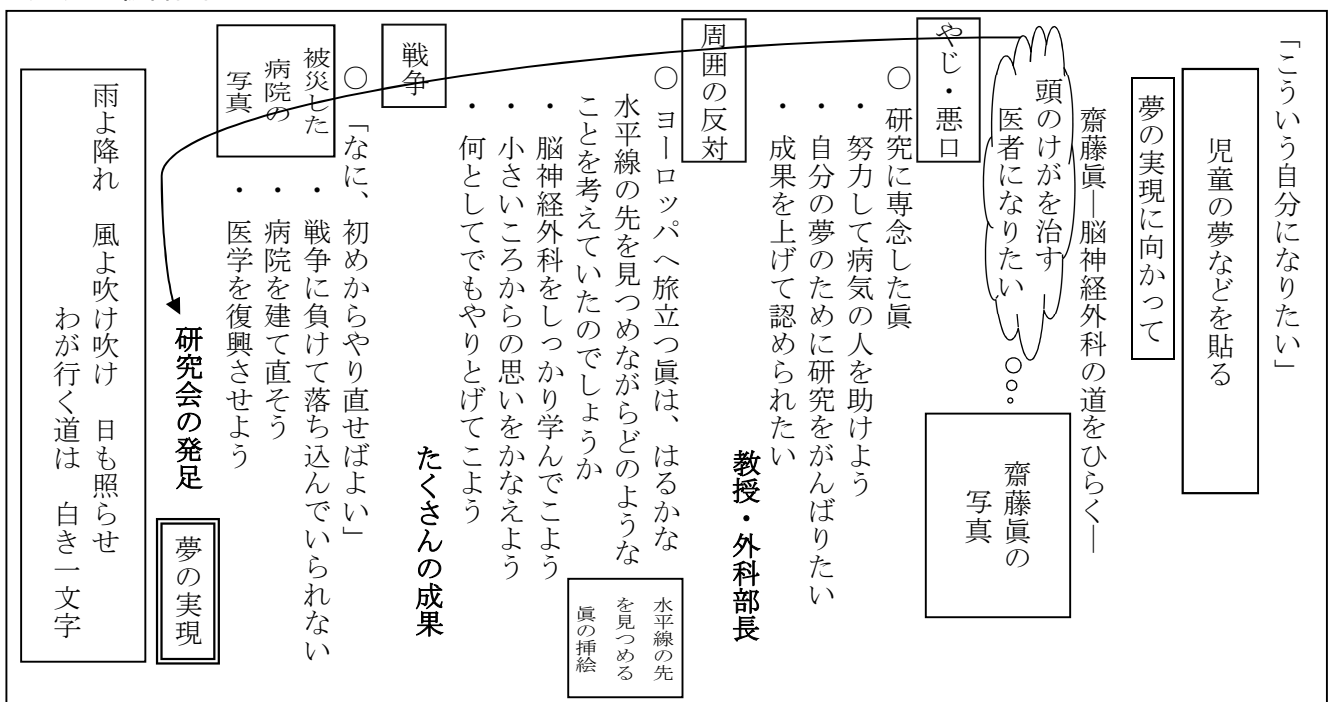 「こういう自分になりたい」
児童の夢などを貼る
夢の実現に向かって
齋藤眞―脳神経外科の道をひらく―
頭のけがを治す
医者になりたい
齋藤眞の
写真
やじ・悪口
○ 研究に専念した眞
・ 努力して病気の人を助けよう
・ 自分の夢のために研究をがんばりたい
・ 成果を上げて認められたい
教授・外科部長
周囲の反対
○ ヨーロッパへ旅立つ眞は、はるかな
水平線の先を見つめながらどのような
ことを考えていたのでしょうか
・ 脳神経外科をしっかり学んでこよう
・ 小さいころからの思いをかなえよう
・ 何としてでもやりとげてこよう
水平線の先
を見つめる
眞の挿絵
たくさんの成果
戦争
○ 「なに、初めからやり直せばよい」
・ 戦争に負けて落ち込んでいられない
・ 病院を建て直そう
・ 医学を復興させよう
被災した
病院の
写真
研究会の発足
夢の実現
雨よ降れ 風よ吹け吹け 日も照らせ
わが行く道は 白き一文字